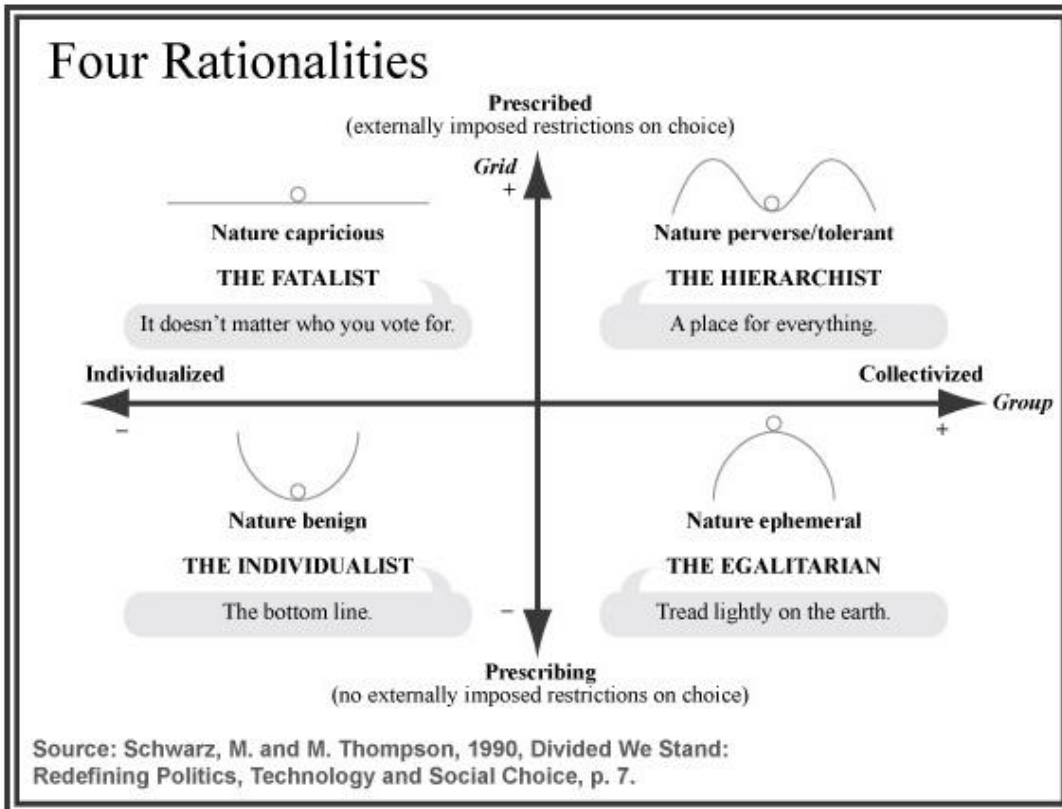 Four Rationalities
Prescribed
(externally imposed restrictions on choice)
Grid
+
Nature capricious
THE FATALIST
It doesn’t matter who you vote for.
Nature perverse/tolerant
THE HIERARCHIST
A place for everything.
Individualized
Collectivized
Group
–
+
Nature benign
THE INDIVIDUALIST
The bottom line.
Nature ephemeral
THE EGALITARIAN
Tread lightly on the earth.
–
Prescribing
(no externally imposed restrictions on choice)
Source: Schwarz, M. and M. Thompson, 1990, Divided We Stand:
Redefining Politics, Technology and Social Choice, p. 7.